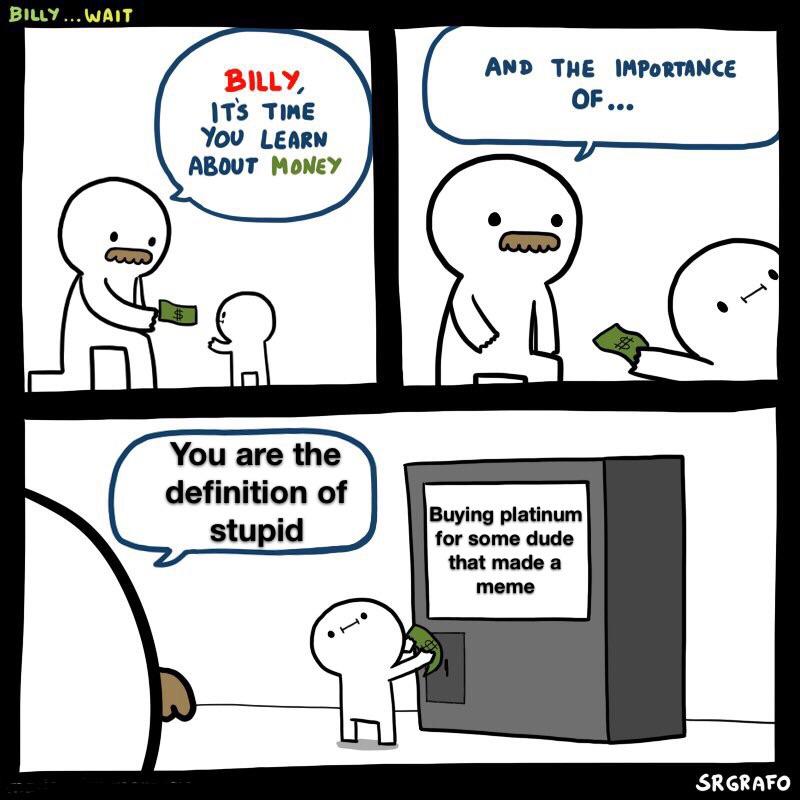 BILLY...WAIT
BILLY,
IT'S TIME
YOU LEARN
ABOUT MONEY
$
AND THE IMPORTANCE
OF...
$
You are the
definition of
stupid
Buying platinum
for some dude
that made a
meme
$
SRGRAFO